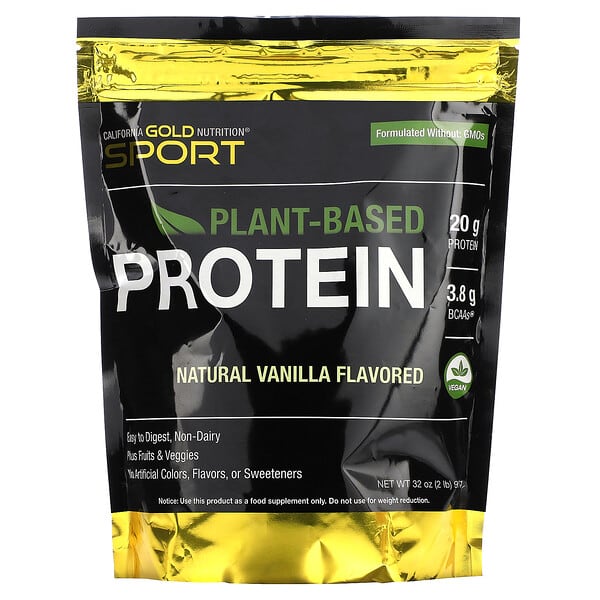 CALIFORNIA GOLD NUTRITION®
SPORT
Formulated Without: GMOs
PLANT-BASED
PROTEIN
20 g
PROTEIN
3.8 g
BCAAs
VEGAN
NATURAL VANILLA FLAVORED
Easy to Digest, Non-Dairy
Plus Fruits & Veggies
No Artificial Colors, Flavors, or Sweeteners
NET WT 32 oz (2 lb)
Notice: Use this product as a food supplement only. Do not use for weight reduction.